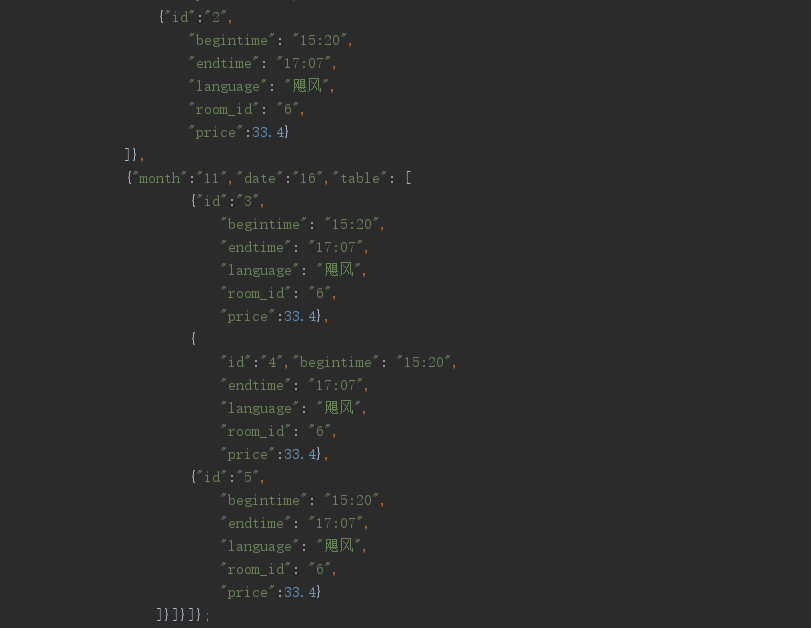 {"id":"2",
"begintime": "15:20",
"endtime": "17:07",
"language": "飓风",
"room_id": "6",
"price":33.4}
]},
{"month":"11","date":"16","table": [
{"id":"3",
"begintime": "15:20",
"endtime": "17:07",
"language": "飓风",
"room_id": "6",
"price":33.4},
{
"id":"4","begintime": "15:20",
"endtime": "17:07",
"language": "飓风",
"room_id": "6",
"price":33.4},
{"id":"5",
"begintime": "15:20",
"endtime": "17:07",
"language": "飓风",
"room_id": "6",
"price":33.4}
]}]}]};